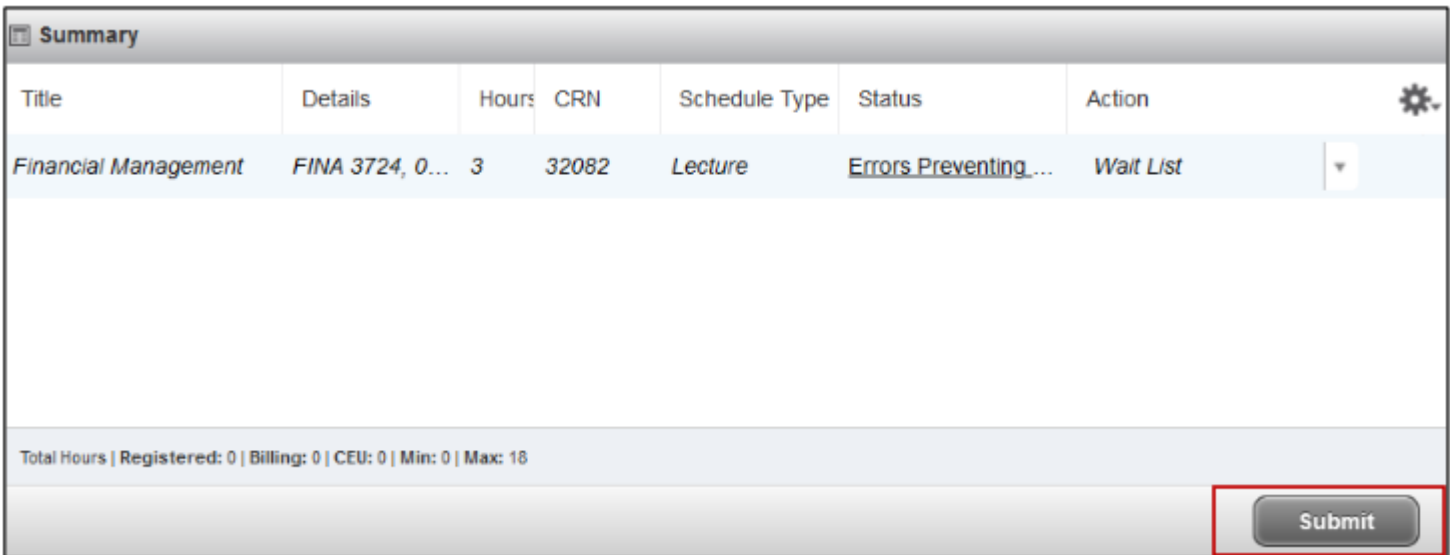 Summary
Title Details Hours CRN Schedule Type Status Action
Financial Management FINA 3724, 0... 3 32082 Lecture Errors Preventing ... Wait List
Total Hours | Registered: 0 | Billing: 0 | CEU: 0 | Min: 0 | Max: 18
Submit